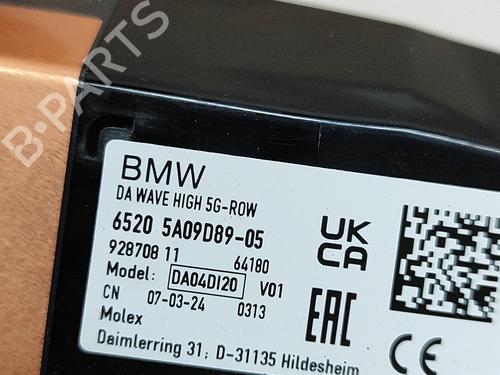 B-PARTS
BMW
DA WAVE HIGH 5G-ROW
6520 5A09D89-05
928708 11 64180
Model: DA04DI20 V01
CN 07-03-24 0313
Molex
Daimlerring 31; D-31135 Hildesheim
UK
CA
EAC
CE